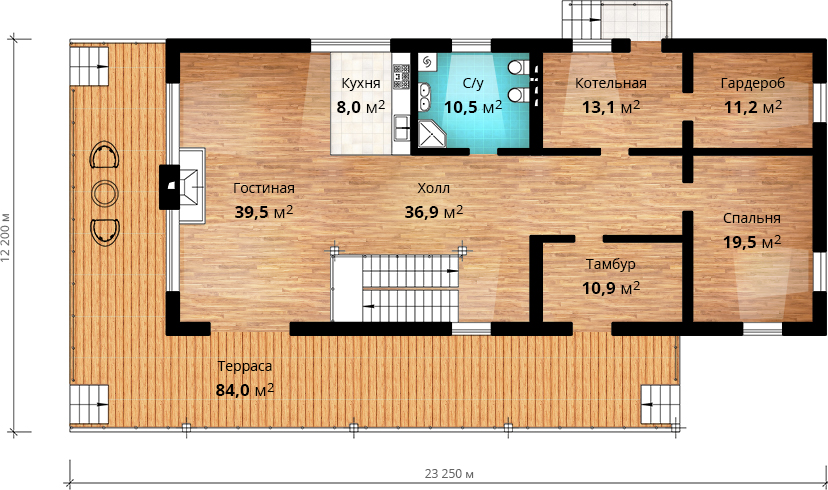 Кухня
8,0 м2
С/у
10,5 м2
Котельная
13,1 м2
Гардероб
11,2 м2
Гостиная
39,5 м2
Холл
36,9 м2
Спальня
19,5 м2
Тамбур
10,9 м2
Терраса
84,0 м2
12 200 м
23 250 м